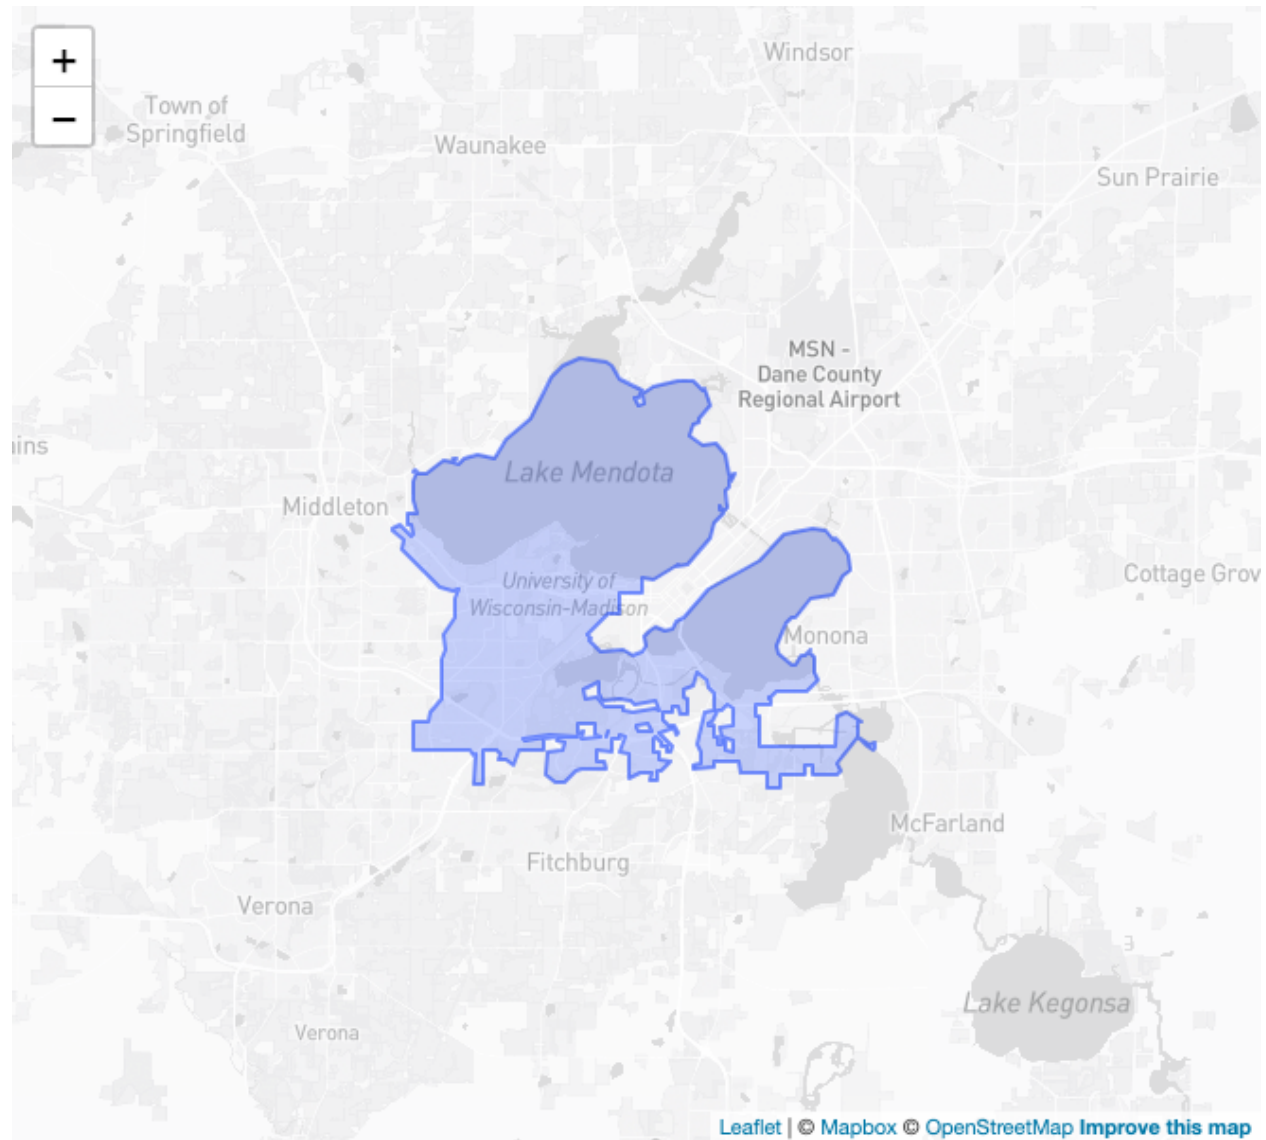 +
−
Windsor
Town of
Springfield
Waunakee
Sun Prairie
MSN -
Dane County
Regional Airport
ins
Lake Mendota
Middleton
University of
Wisconsin-Madison
Cottage Grov
Monona
McFarland
Fitchburg
Verona
Lake Kegonsa
Verona
Leaflet | © Mapbox © OpenStreetMap Improve this map